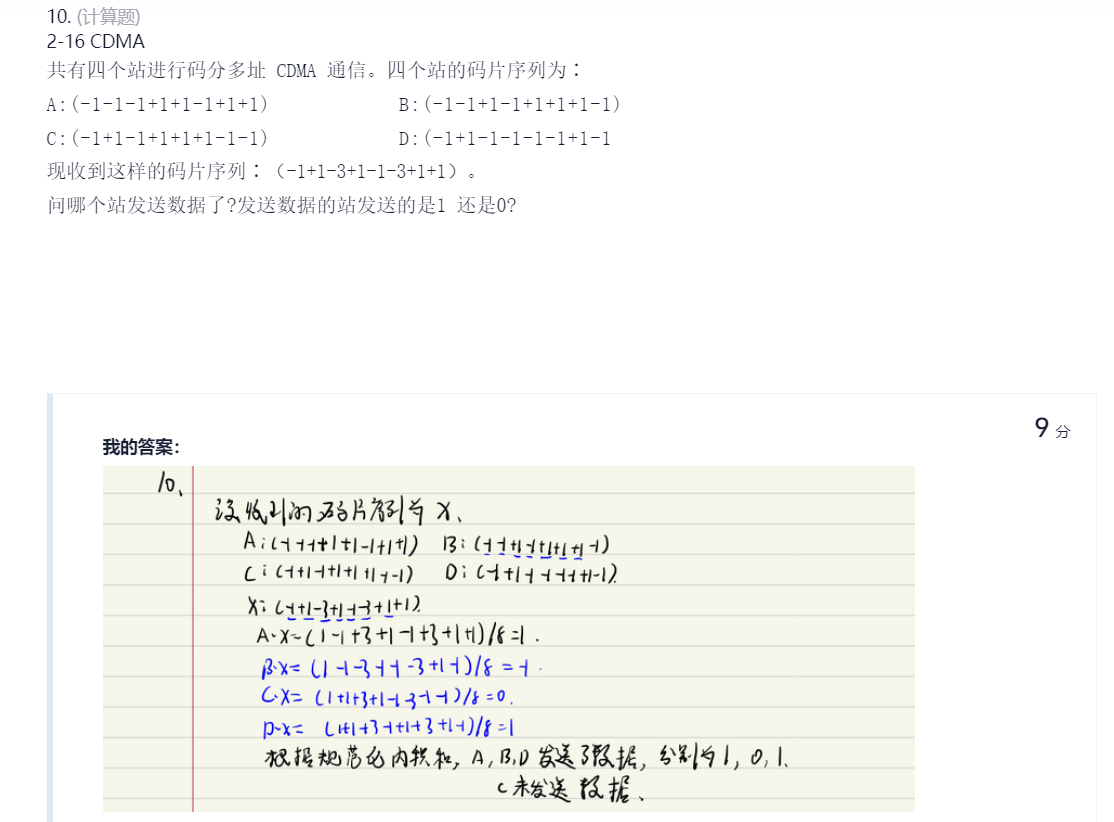 10. (计算题)
2-16 CDMA
共有四个站进行码分多址 CDMA 通信。四个站的码片序列为：
A:(-1-1-1+1+1-1+1+1) B:(-1-1+1-1+1+1+1-1)
C:(-1+1-1+1+1+1-1-1) D:(-1+1-1-1-1-1+1-1
现收到这样的码片序列：（-1+1-3+1-1-3+1+1）。
问哪个站发送数据了?发送数据的站发送的是1 还是0?
9 分
我的答案：
10、
设收到的码片序列为 X、
A:(-1-1-1+1+1-1+1+1) B:(-1-1+1-1+1+1+1-1)
C:(-1+1-1+1+1+1-1-1) D:(-1+1-1-1-1-1+1-1)
X:(-1+1-3+1-1-3+1+1)
A·X=(1-1+3+1-1+3+1+1)/8=1.
B·X=(1-1-3-1-1-3+1-1)/8=-1.
C·X=(1+1+3+1-1-3-1-1)/8=0.
D·X=(1+1+3-1+1+3+1-1)/8=1
根据规范化内积和, A,B,D 发送了数据, 分别为1,0,1、
C未发送数据、